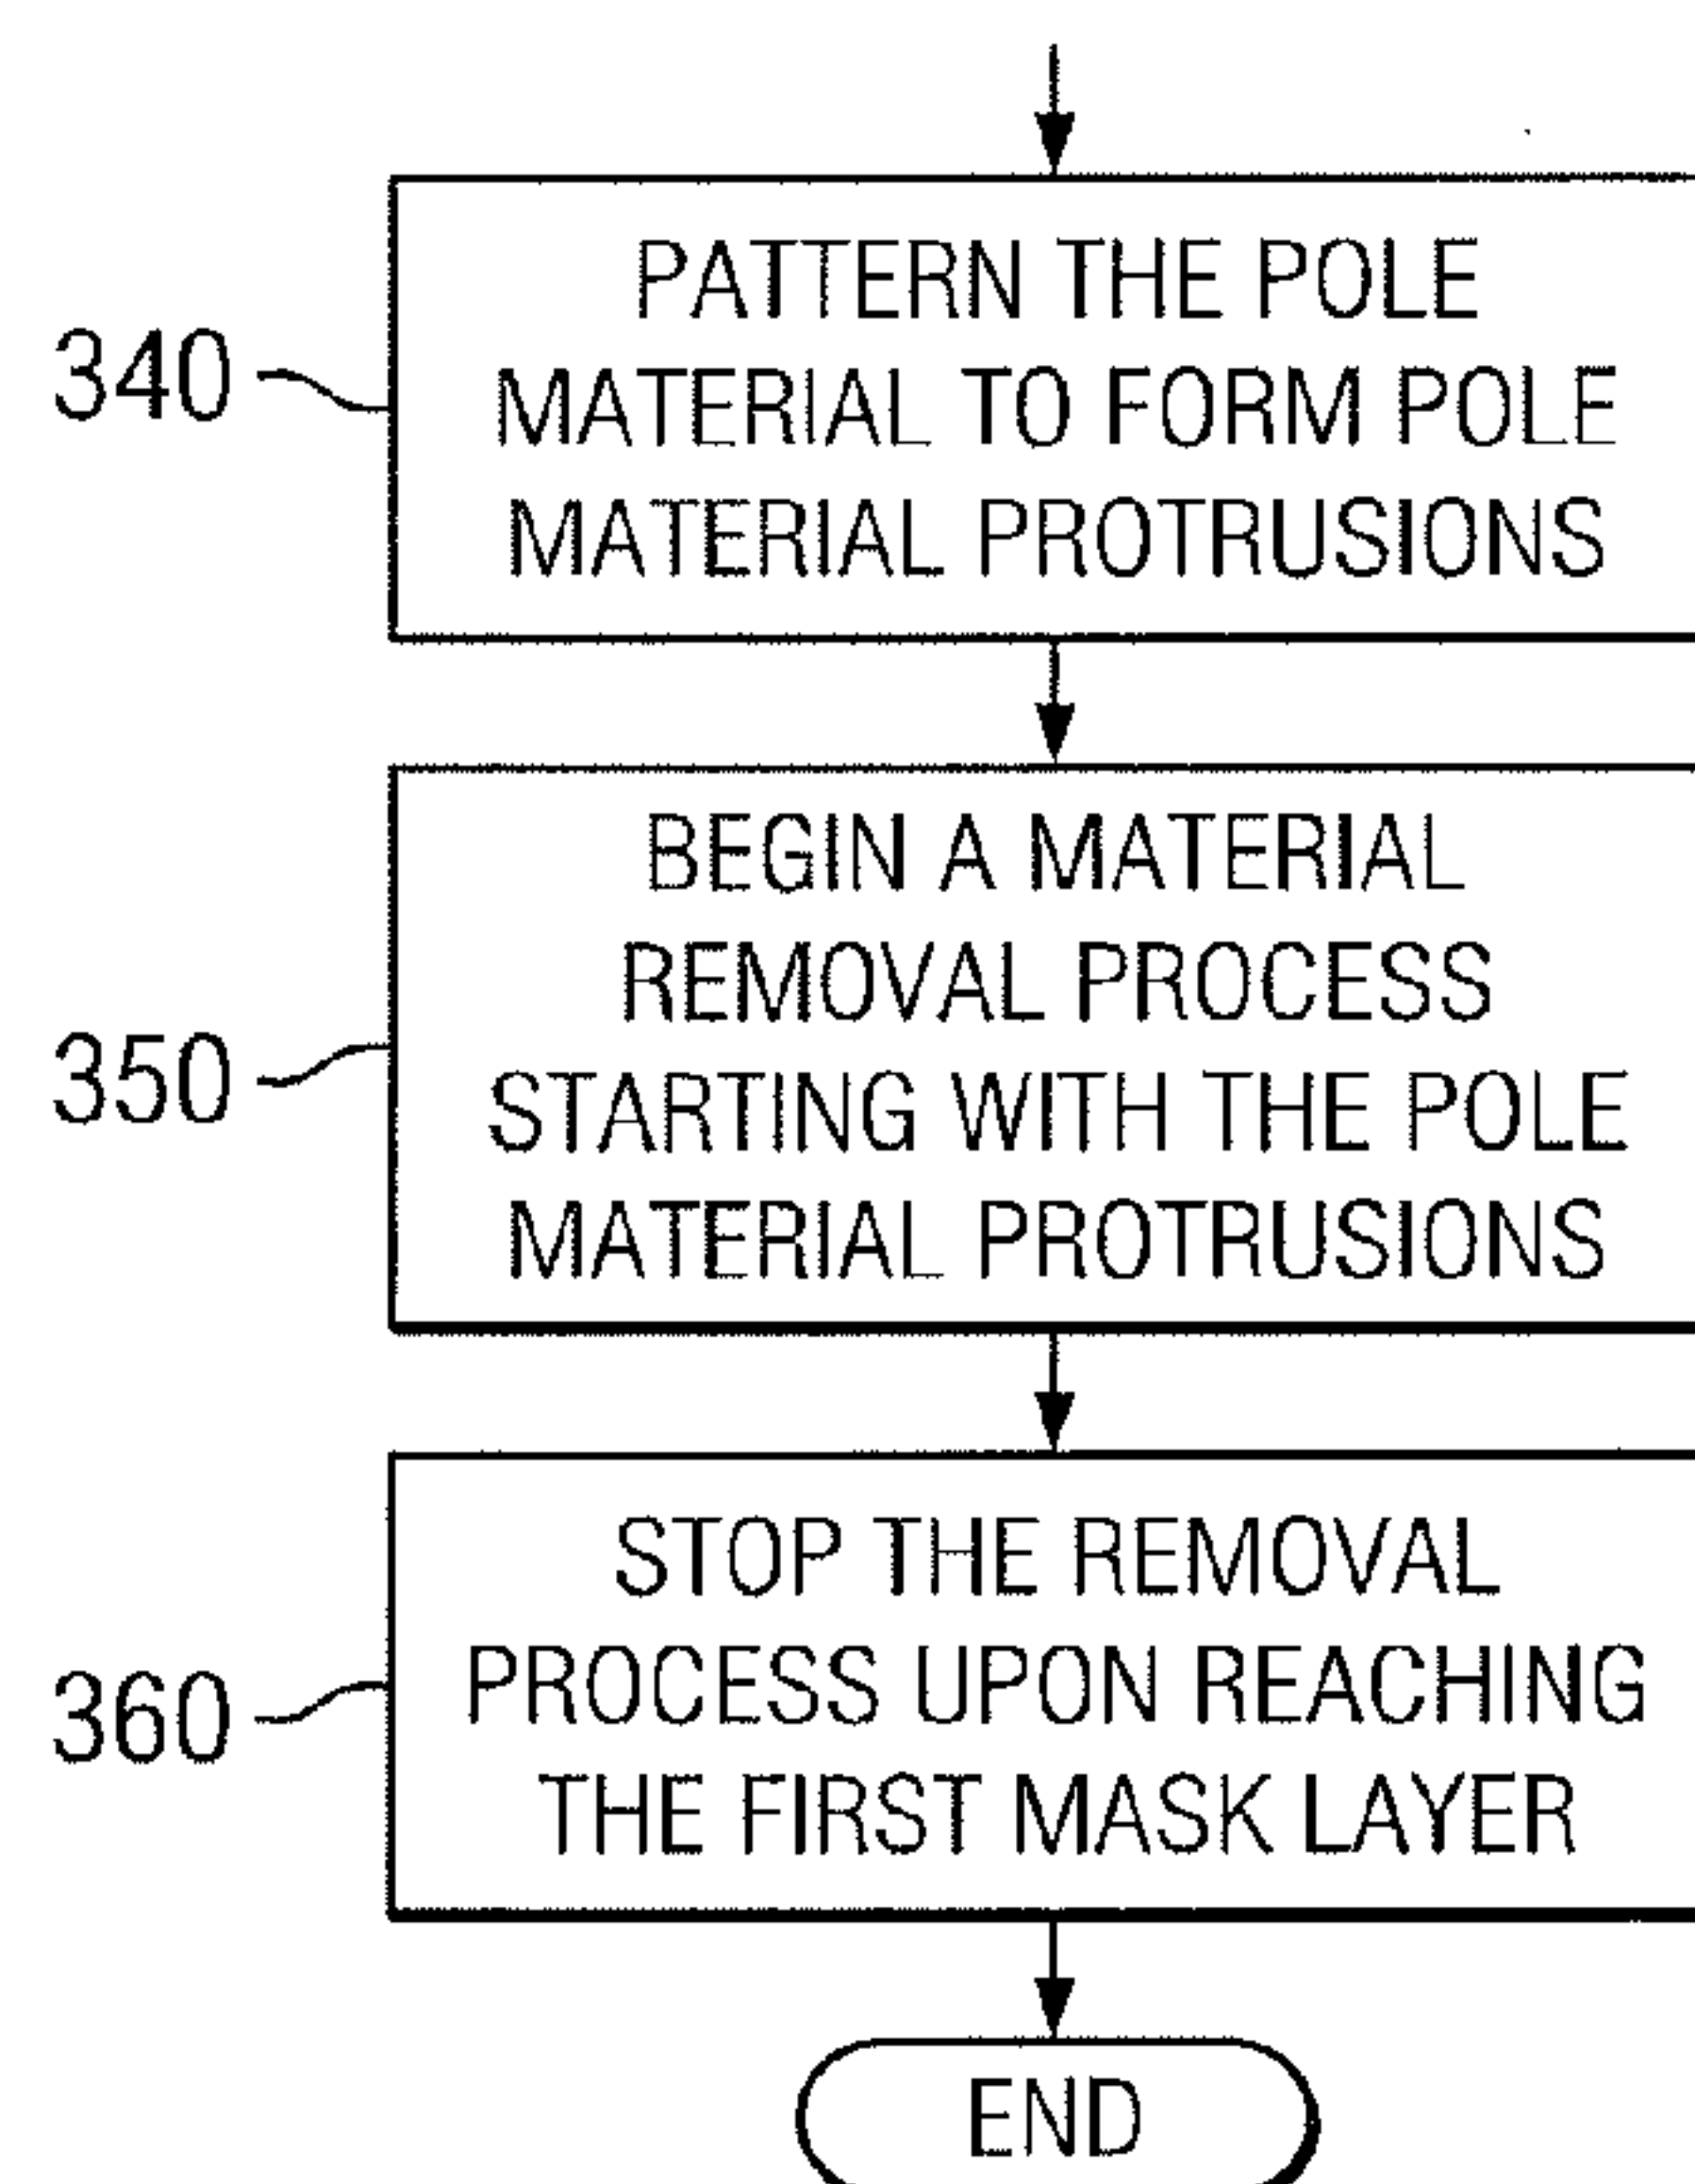 340
PATTERN THE POLE
MATERIAL TO FORM POLE
MATERIAL PROTRUSIONS
350
BEGIN A MATERIAL
REMOVAL PROCESS
STARTING WITH THE POLE
MATERIAL PROTRUSIONS
360
STOP THE REMOVAL
PROCESS UPON REACHING
THE FIRST MASK LAYER
END